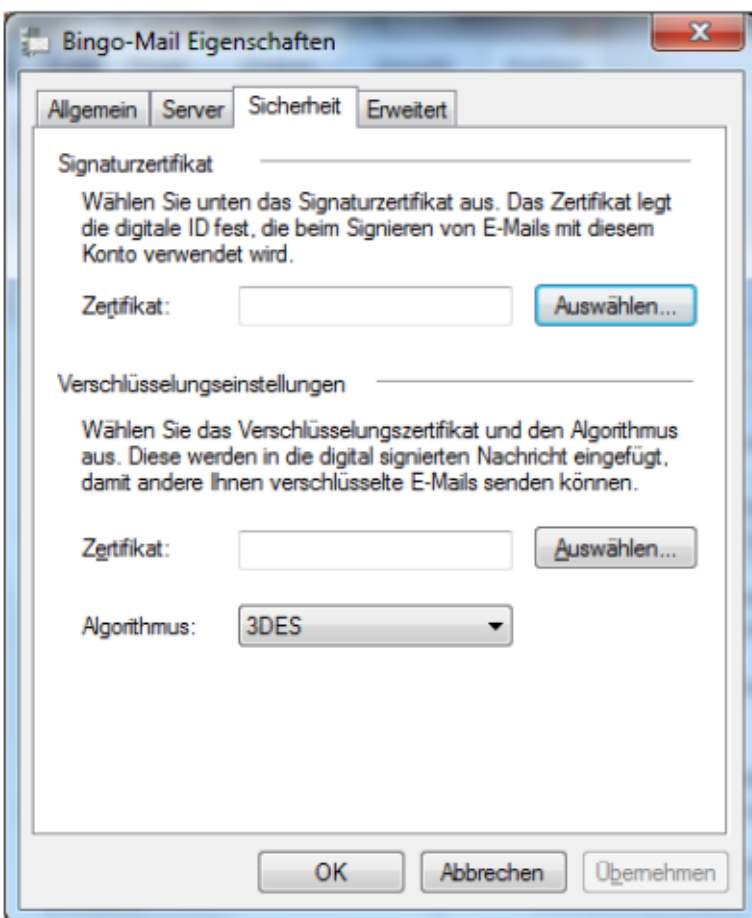 Bingo-Mail Eigenschaften
Allgemein Server Sicherheit Erweitert
Signaturzertifikat
Wählen Sie unten das Signaturzertifikat aus. Das Zertifikat legt
die digitale ID fest, die beim Signieren von E-Mails mit diesem
Konto verwendet wird.
Zertifikat: Auswählen...
Verschlüsselungseinstellungen
Wählen Sie das Verschlüsselungszertifikat und den Algorithmus
aus. Diese werden in die digital signierten Nachricht eingefügt,
damit andere Ihnen verschlüsselte E-Mails senden können.
Zertifikat: Auswählen...
Algorithmus: 3DES
OK Abbrechen Übernehmen